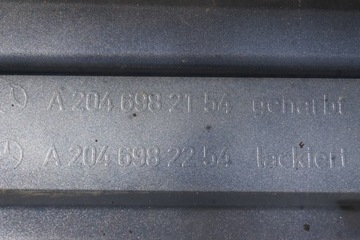 A 204 698 21 54 genarbt
A 204 698 22 54 lackiert